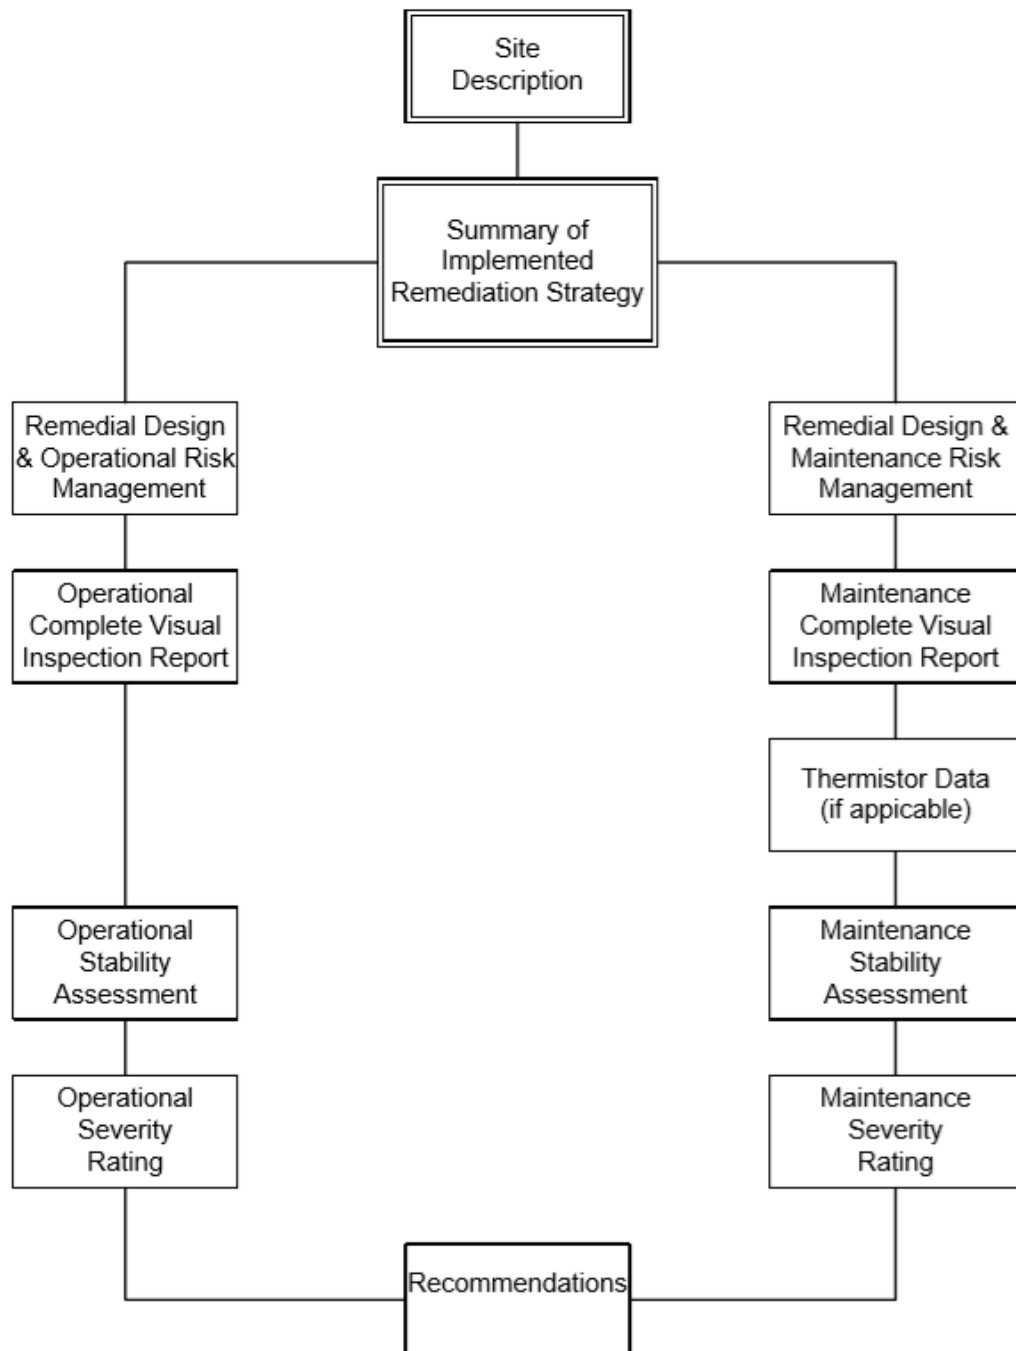 Site
Description
Summary of
Implemented
Remediation Strategy
Remedial Design
& Operational Risk
Management
Remedial Design &
Maintenance Risk
Management
Operational
Complete Visual
Inspection Report
Maintenance
Complete Visual
Inspection Report
Thermistor Data
(if appicable)
Operational
Stability
Assessment
Maintenance
Stability
Assessment
Operational
Severity
Rating
Maintenance
Severity
Rating
Recommendations